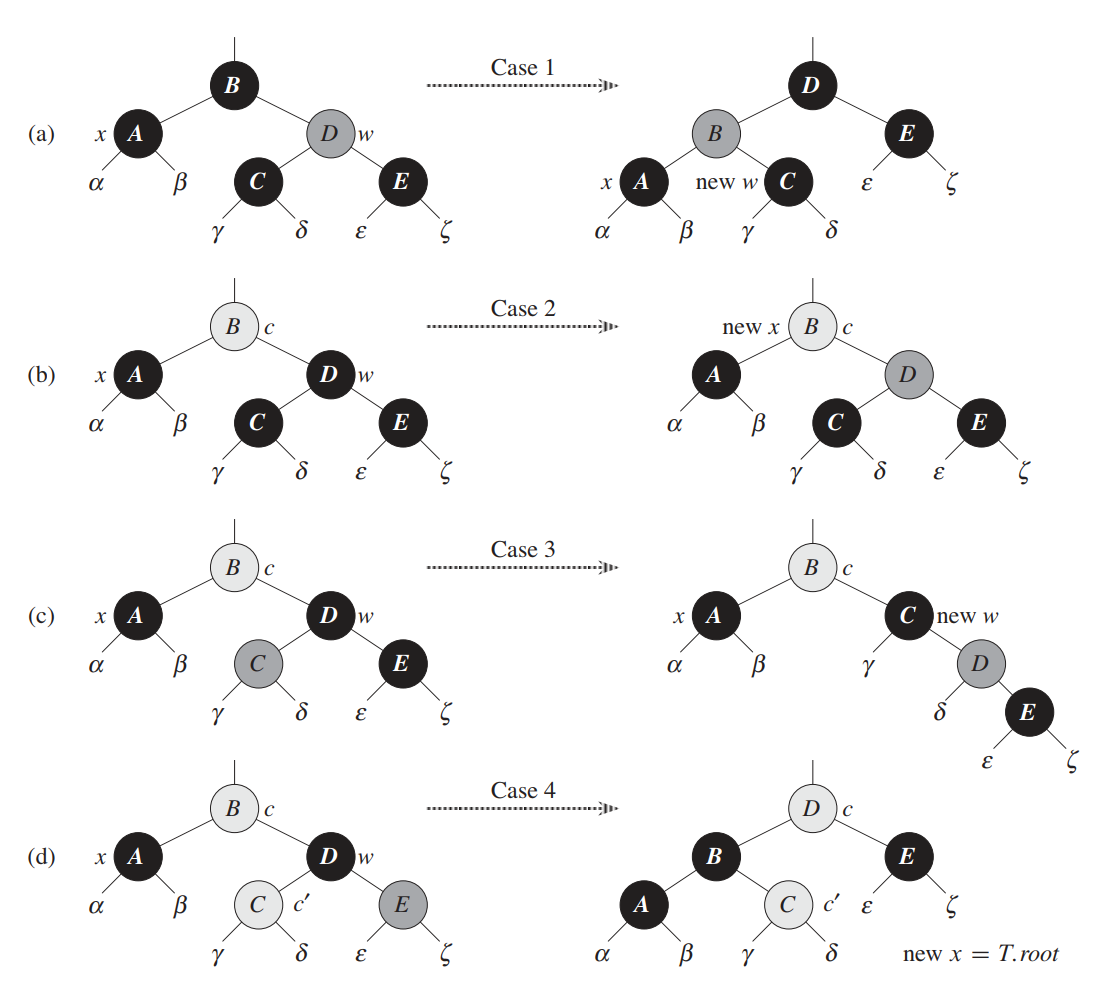 Case 1
B D
(a) x A D w B E
α β C E x A new w C ε ζ
γ δ ε ζ α β γ δ
Case 2
B c new x B c
(b) x A D w A D
α β C E α β C E
γ δ ε ζ γ δ ε ζ
Case 3
B c B c
(c) x A D w x A C new w
α β C E α β γ D
γ δ ε ζ δ E
ε ζ
Case 4
B c D c
(d) x A D w B E
α β C c′ E A C c′ ε ζ
γ δ ε ζ α β γ δ new x = T.root